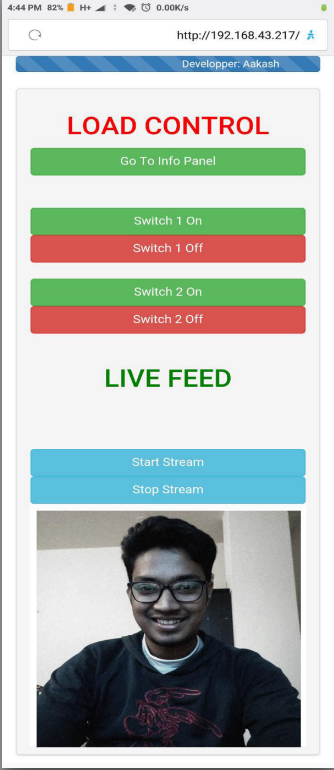 4:44 PM 82% H+ 0.00K/s
http://192.168.43.217/
Developper: Aakash
LOAD CONTROL
Go To Info Panel
Switch 1 On
Switch 1 Off
Switch 2 On
Switch 2 Off
LIVE FEED
Start Stream
Stop Stream